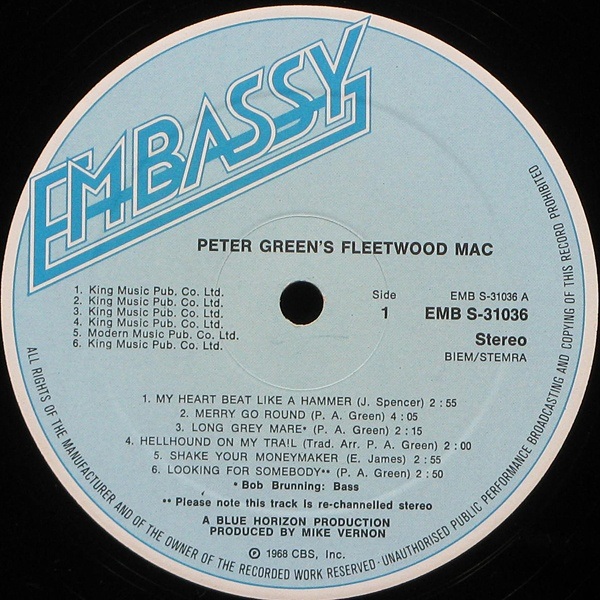 EMBASSY
PETER GREEN'S FLEETWOOD MAC
1. King Music Pub. Co. Ltd.
2. King Music Pub. Co. Ltd.
3. King Music Pub. Co. Ltd.
4. King Music Pub. Co. Ltd.
5. Modern Music Pub. Co. Ltd.
6. King Music Pub. Co. Ltd.
Side
1
EMB S-31036 A
EMB S-31036
Stereo
BIEM/STEMRA
1. MY HEART BEAT LIKE A HAMMER (J. Spencer) 2 : 55
2. MERRY GO ROUND (P. A. Green) 4 : 05
3. LONG GREY MARE* (P. A. Green) 2 : 15
4. HELLHOUND ON MY TRAIL (Trad. Arr. P. A. Green) 2 : 00
5. SHAKE YOUR MONEYMAKER (E. James) 2 : 55
6. LOOKING FOR SOMEBODY** (P. A. Green) 2 : 50
* Bob Brunning: Bass
** Please note this track is re-channelled stereo
A BLUE HORIZON PRODUCTION
PRODUCED BY MIKE VERNON
℗ 1968 CBS, Inc.
ALL RIGHTS OF THE MANUFACTURER AND OF THE OWNER OF THE RECORDED WORK RESERVED · UNAUTHORISED PUBLIC PERFORMANCE BROADCASTING AND COPYING OF THIS RECORD PROHIBITED